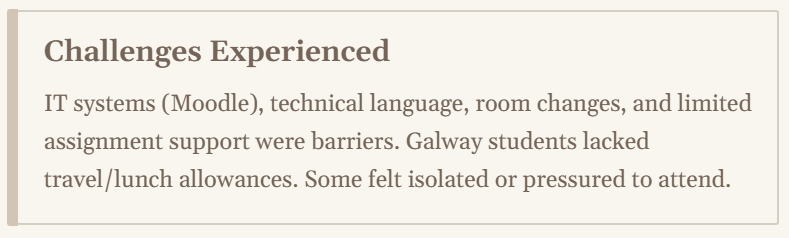 Challenges Experienced
IT systems (Moodle), technical language, room changes, and limited
assignment support were barriers. Galway students lacked
travel/lunch allowances. Some felt isolated or pressured to attend.